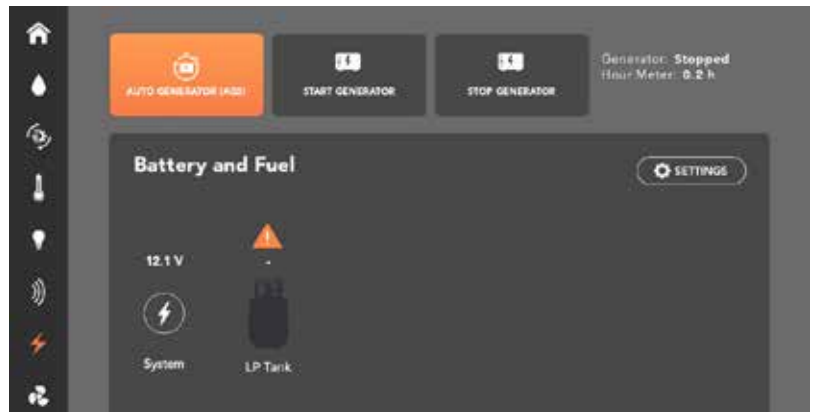 AUTO GENERATOR (AGS)
START GENERATOR
STOP GENERATOR
Generator: Stopped
Hour Meter: 0.2 h
Battery and Fuel
SETTINGS
12.1 V
-
System
LP Tank